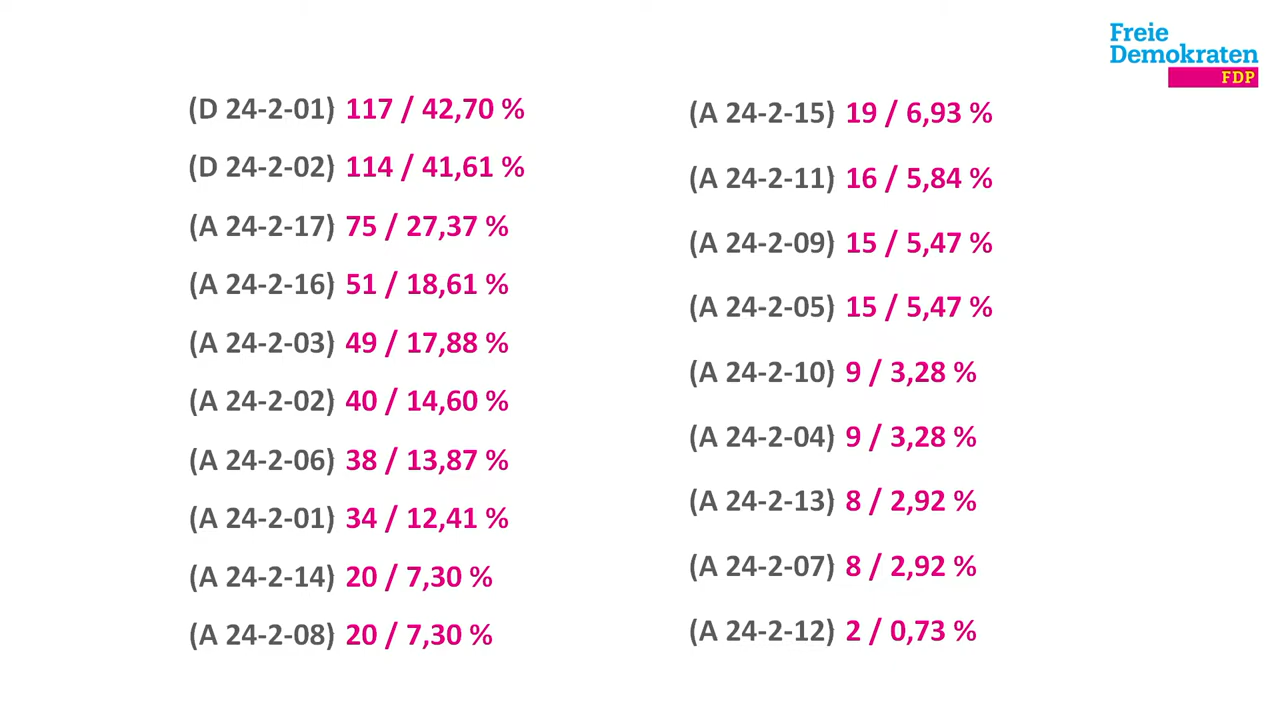 Freie
Demokraten
FDP
(D 24-2-01) 117 / 42,70 %
(D 24-2-02) 114 / 41,61 %
(A 24-2-17) 75 / 27,37 %
(A 24-2-16) 51 / 18,61 %
(A 24-2-03) 49 / 17,88 %
(A 24-2-02) 40 / 14,60 %
(A 24-2-06) 38 / 13,87 %
(A 24-2-01) 34 / 12,41 %
(A 24-2-14) 20 / 7,30 %
(A 24-2-08) 20 / 7,30 %
(A 24-2-15) 19 / 6,93 %
(A 24-2-11) 16 / 5,84 %
(A 24-2-09) 15 / 5,47 %
(A 24-2-05) 15 / 5,47 %
(A 24-2-10) 9 / 3,28 %
(A 24-2-04) 9 / 3,28 %
(A 24-2-13) 8 / 2,92 %
(A 24-2-07) 8 / 2,92 %
(A 24-2-12) 2 / 0,73 %